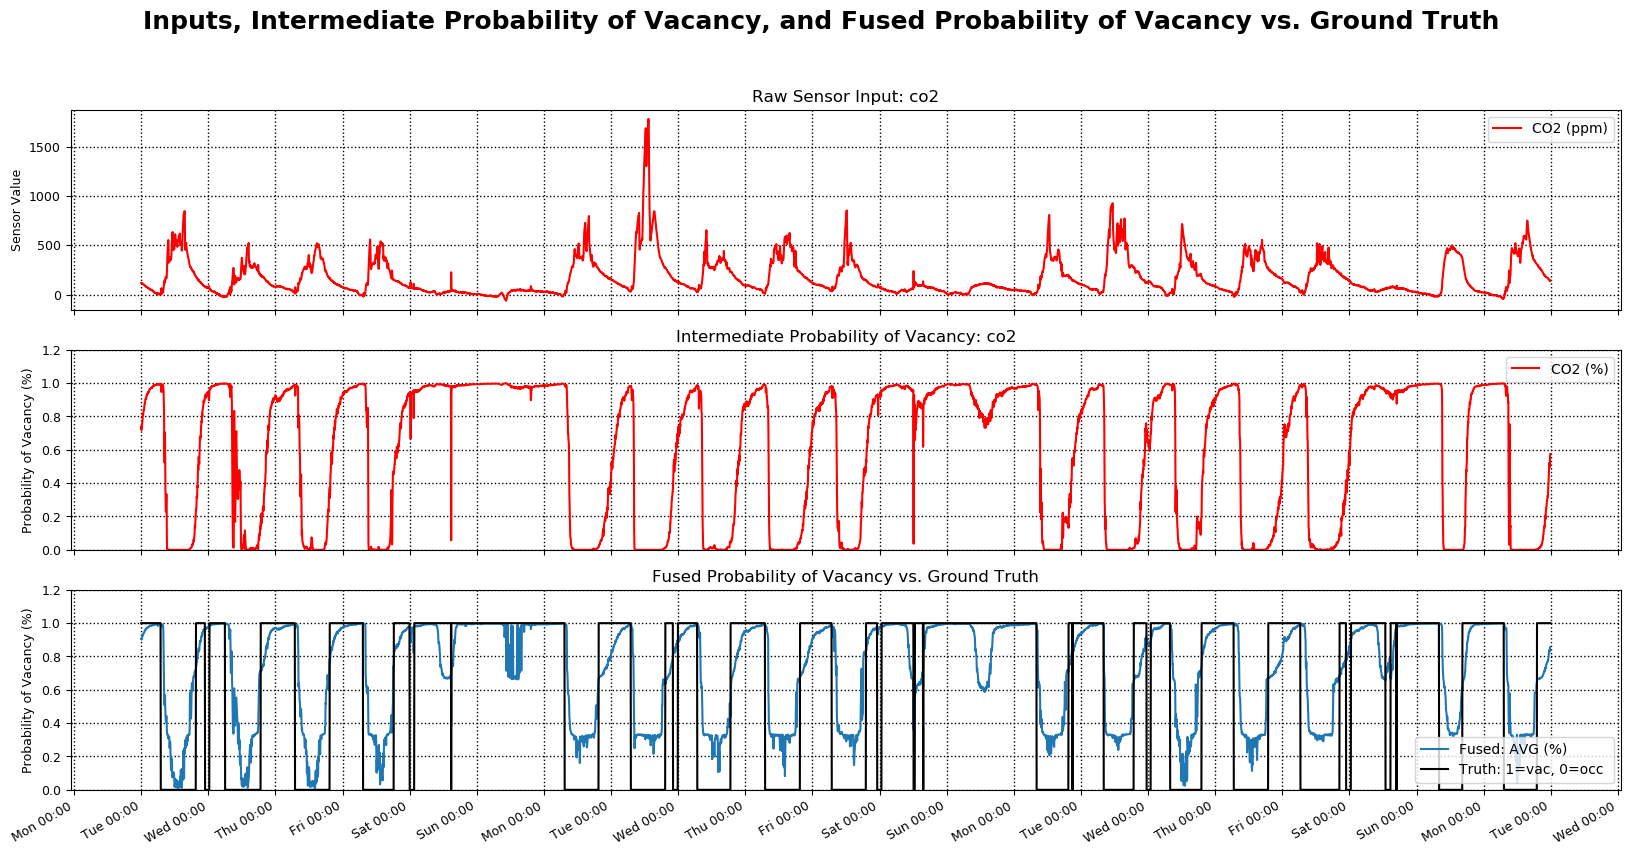 Inputs, Intermediate Probability of Vacancy, and Fused Probability of Vacancy vs. Ground Truth
Raw Sensor Input: co2
Sensor Value
1500
1000
500
0
CO2 (ppm)
Intermediate Probability of Vacancy: co2
Probability of Vacancy (%)
1.2
1.0
0.8
0.6
0.4
0.2
0.0
CO2 (%)
Fused Probability of Vacancy vs. Ground Truth
Probability of Vacancy (%)
1.2
1.0
0.8
0.6
0.4
0.2
0.0
Fused: AVG (%)
Truth: 1=vac, 0=occ
Mon 00:00
Tue 00:00
Wed 00:00
Thu 00:00
Fri 00:00
Sat 00:00
Sun 00:00
Mon 00:00
Tue 00:00
Wed 00:00
Thu 00:00
Fri 00:00
Sat 00:00
Sun 00:00
Mon 00:00
Tue 00:00
Wed 00:00
Thu 00:00
Fri 00:00
Sat 00:00
Sun 00:00
Mon 00:00
Tue 00:00
Wed 00:00